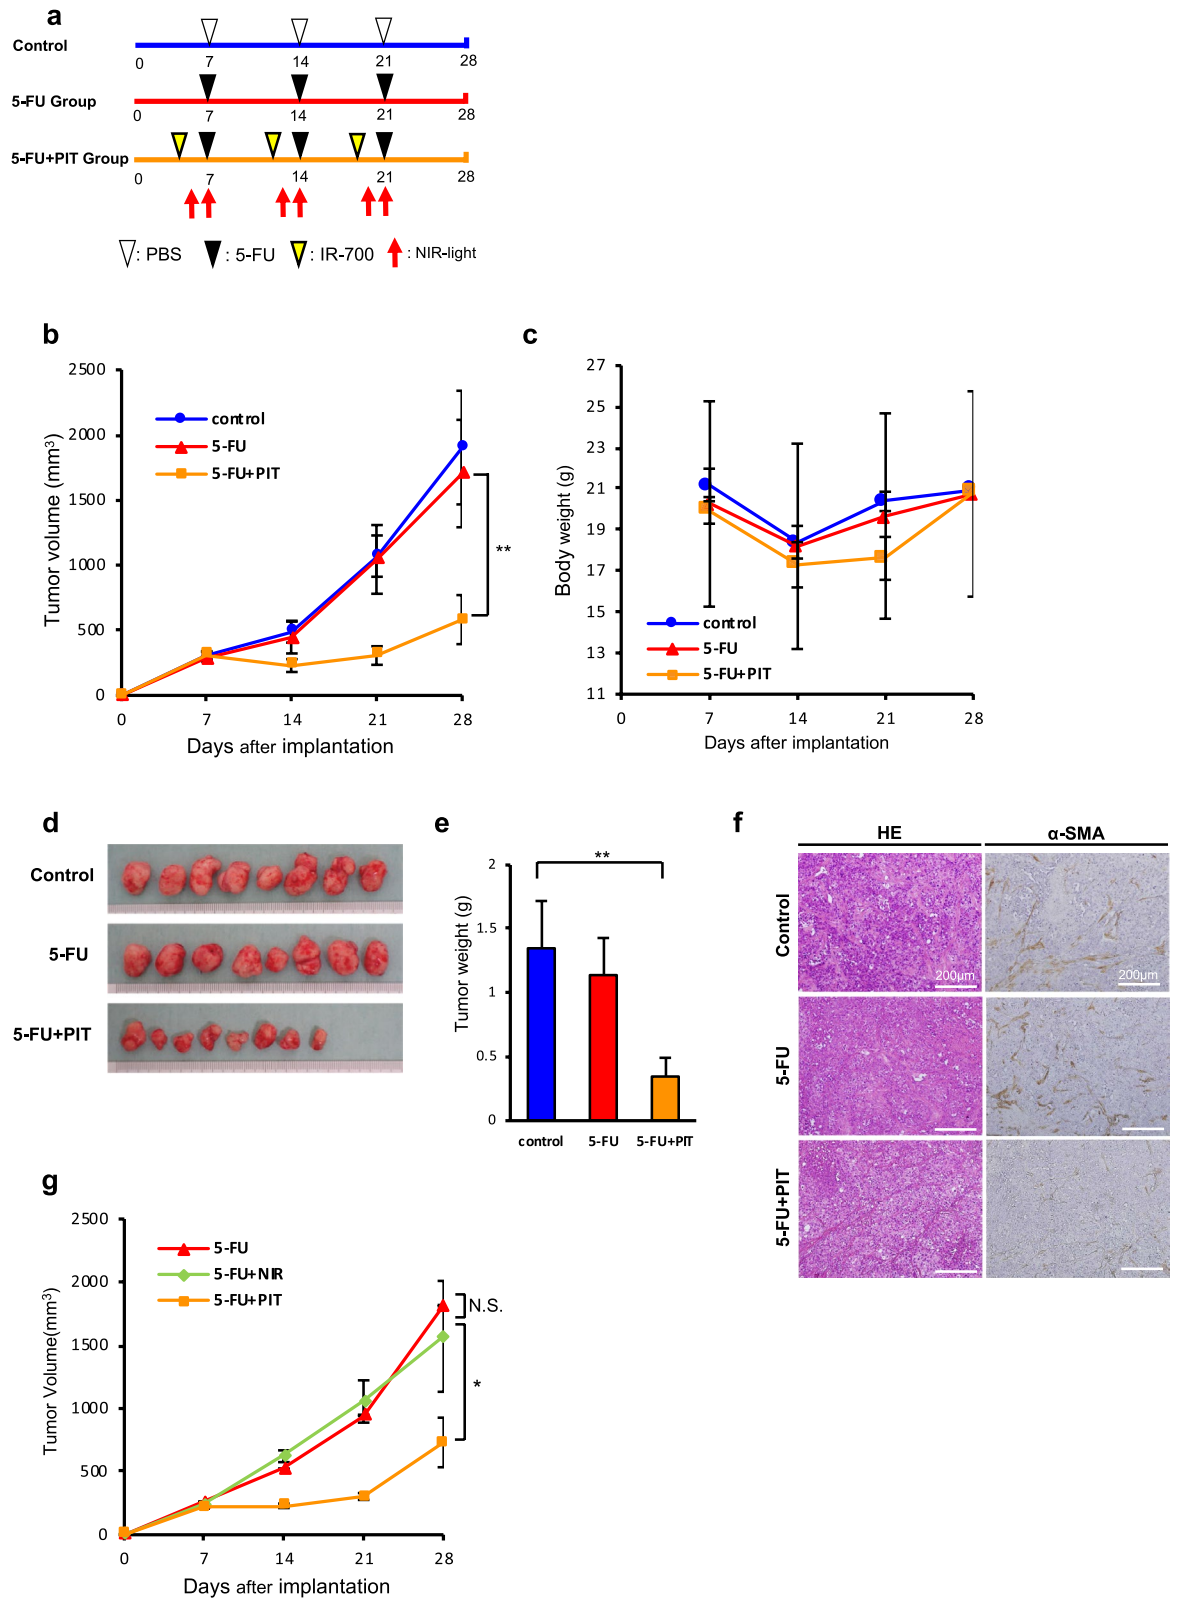 a
Control
0 7 14 21 28
5-FU Group
0 7 14 21 28
5-FU+PIT Group
0 7 14 21 28
: PBS : 5-FU : IR-700 : NIR-light
b
Tumor volume (mm3)
2500
2000
1500
1000
500
0
control
5-FU
5-FU+PIT
**
0 7 14 21 28
Days after implantation
c
Body weight (g)
27
25
23
21
19
17
15
13
11
control
5-FU
5-FU+PIT
0 7 14 21 28
Days after implantation
d
Control
5-FU
5-FU+PIT
e
Tumor weight (g)
2
1.5
1
0.5
0
**
control 5-FU 5-FU+PIT
f
HE α-SMA
Control
200μm 200μm
5-FU
5-FU+PIT
g
Tumor Volume(mm3)
2500
2000
1500
1000
500
0
5-FU
5-FU+NIR
5-FU+PIT
N.S.
*
0 7 14 21 28
Days after implantation